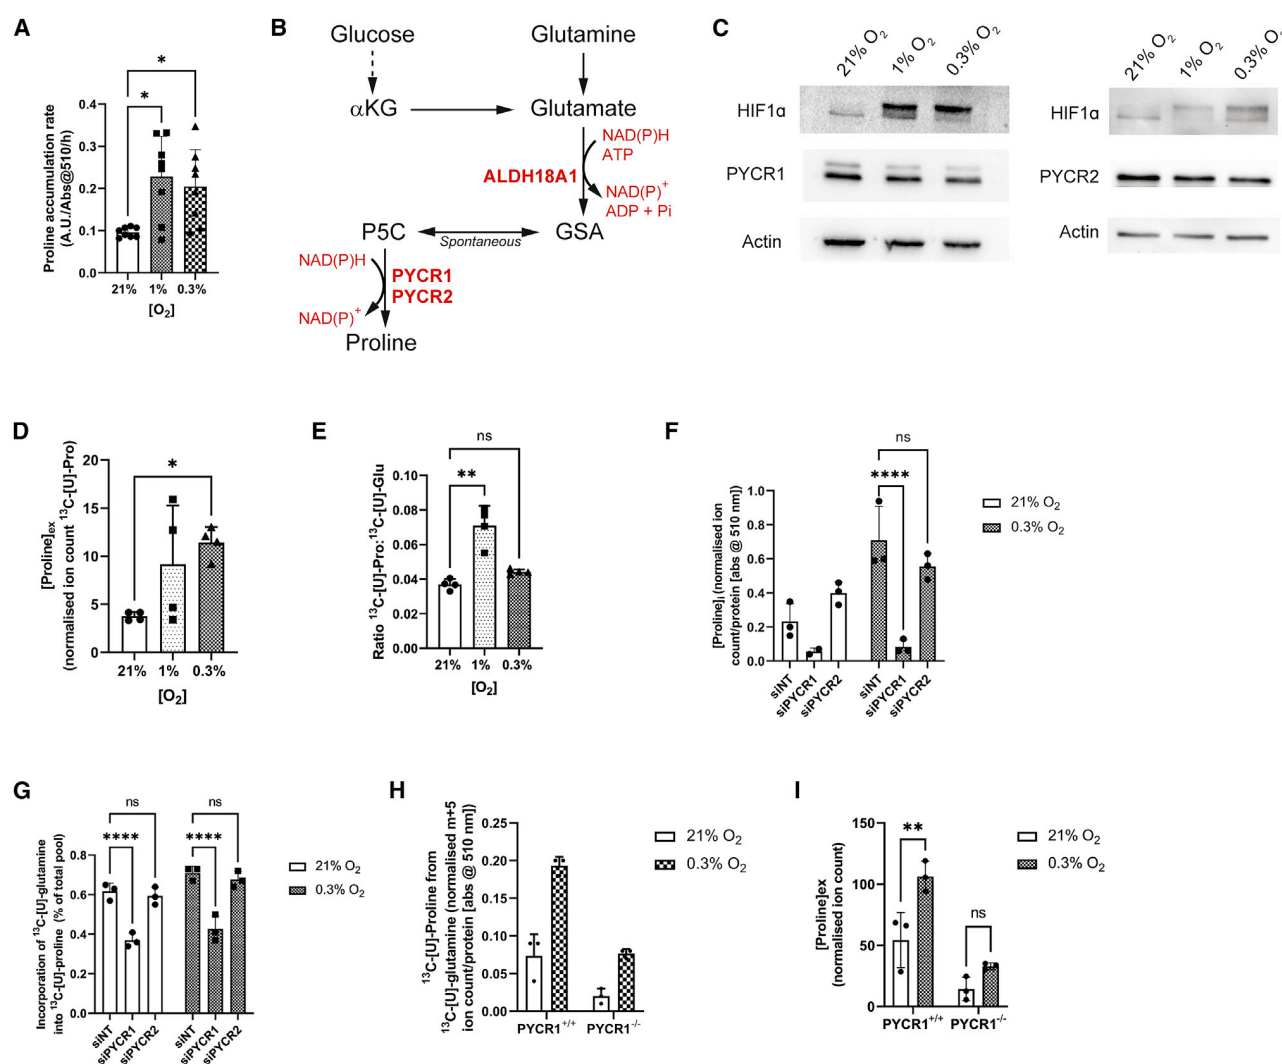 A
Proline accumulation rate
(A.U./Abs@510/h)
0.4
0.3
0.2
0.1
0.0
*
*
21% 1% 0.3%
[O2]
B
Glucose Glutamine
αKG Glutamate
NAD(P)H
ATP
ALDH18A1
NAD(P)+
ADP + Pi
P5C Spontaneous GSA
NAD(P)H
PYCR1
PYCR2
NAD(P)+
Proline
C
21% O2 1% O2 0.3% O2
HIF1α
PYCR1
Actin
21% O2 1% O2 0.3% O2
HIF1α
PYCR2
Actin
D
[Proline]ex
(normalised ion count 13C-[U]-Pro)
20
15
10
5
0
*
21% 1% 0.3%
[O2]
E
Ratio 13C-[U]-Pro:13C-[U]-Glu
0.10
0.08
0.06
0.04
0.02
0.00
ns
**
21% 1% 0.3%
[O2]
F
[Proline]i (normalised ion
count/protein [abs @ 510 nm])
1.0
0.8
0.6
0.4
0.2
0.0
ns
****
siNT siPYCR1 siPYCR2 siNT siPYCR1 siPYCR2
21% O2
0.3% O2
G
Incorporation of 13C-[U]-glutamine
into 13C-[U]-proline (% of total pool)
0.8
0.6
0.4
0.2
0.0
ns ns
**** ****
siNT siPYCR1 siPYCR2 siNT siPYCR1 siPYCR2
21% O2
0.3% O2
H
13C-[U]-Proline from
13C-[U]-glutamine (normalised m+5
ion count/protein [abs @ 510 nm])
0.25
0.20
0.15
0.10
0.05
0.00
PYCR1+/+ PYCR1-/-
21% O2
0.3% O2
I
[Proline]ex
(normalised ion count)
150
100
50
0
**
ns
PYCR1+/+ PYCR1-/-
21% O2
0.3% O2